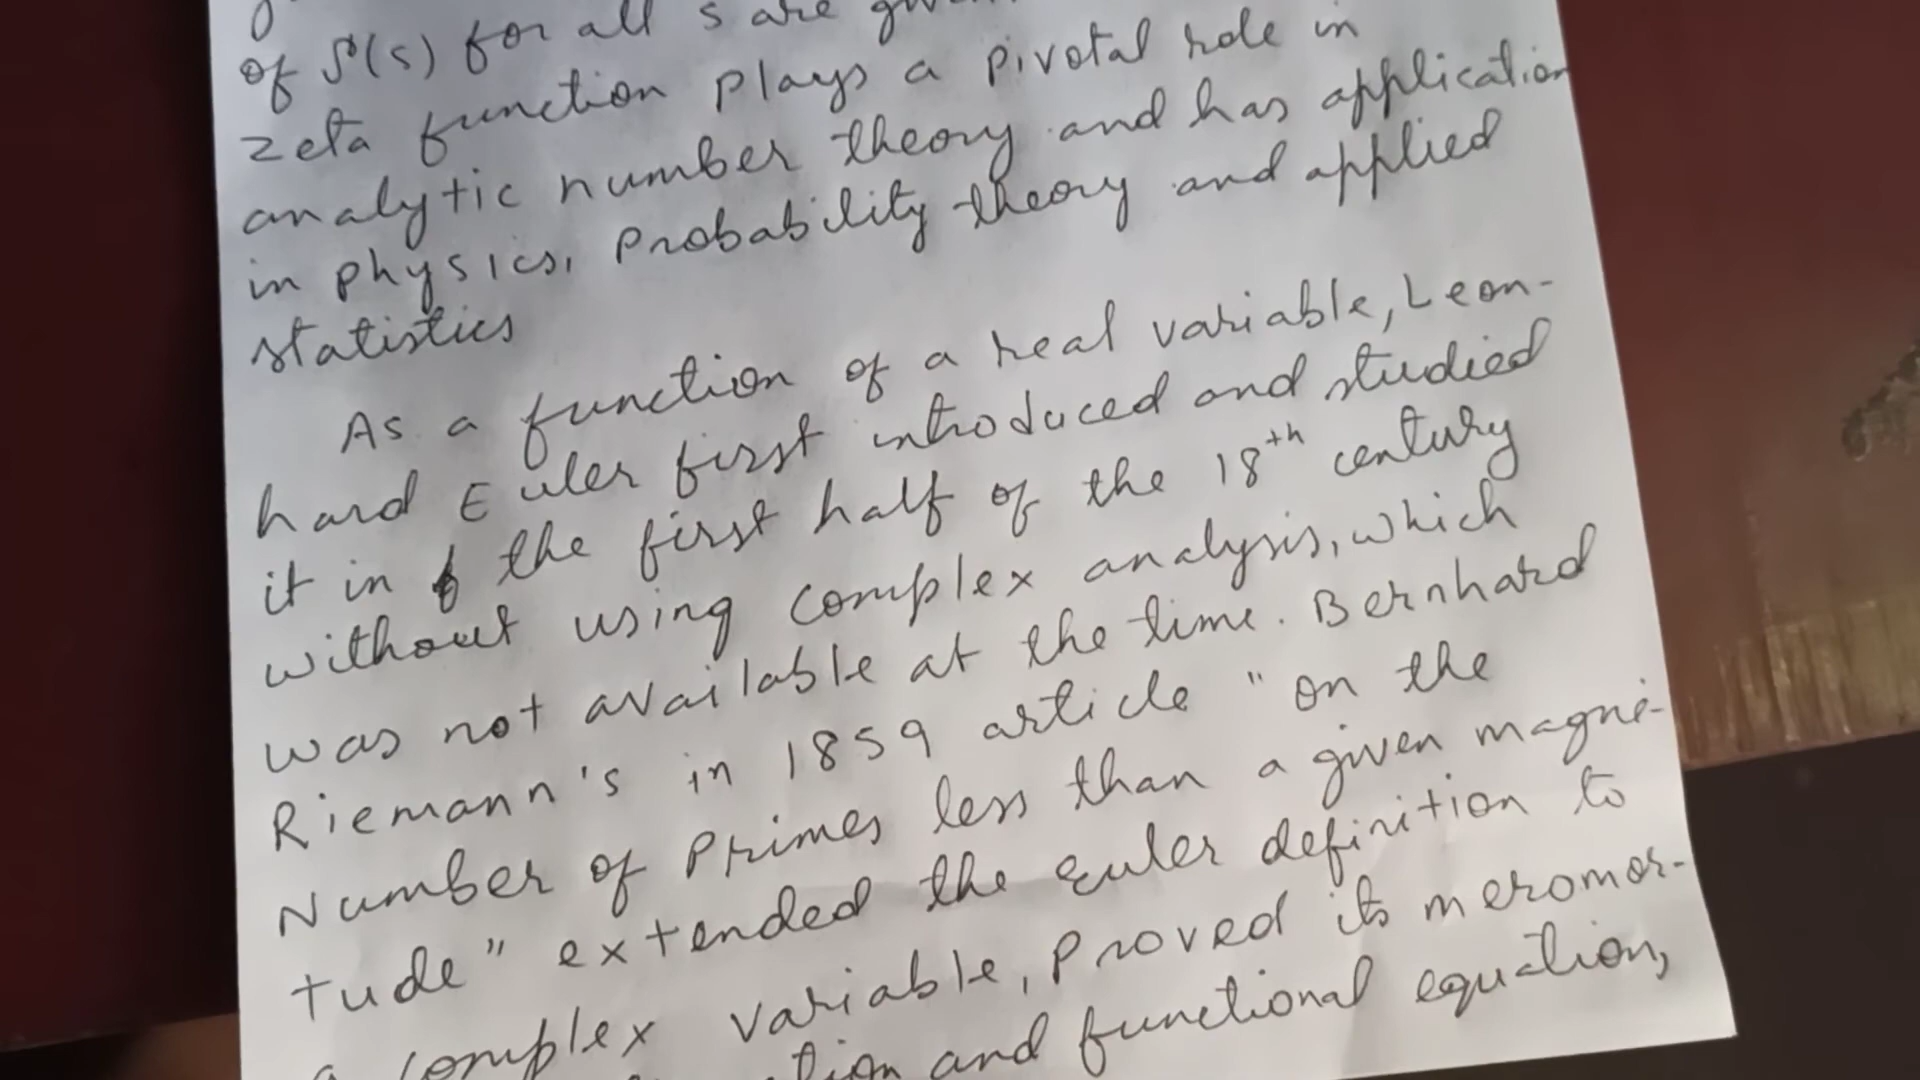 of ζ(s) for all s are
zeta function plays a pivotal role in
analytic number theory and has application
in physics, probability theory and applied
statistics
As a function of a real variable, Leon-
hard Euler first introduced and studied
it in the first half of the 18th century
without using complex analysis, which
was not available at the time. Bernhard
Riemann's in 1859 article "on the
Number of Primes less than a given magni-
tude" extended the Euler definition to
a complex variable, proved its meromor-
and functional equation,